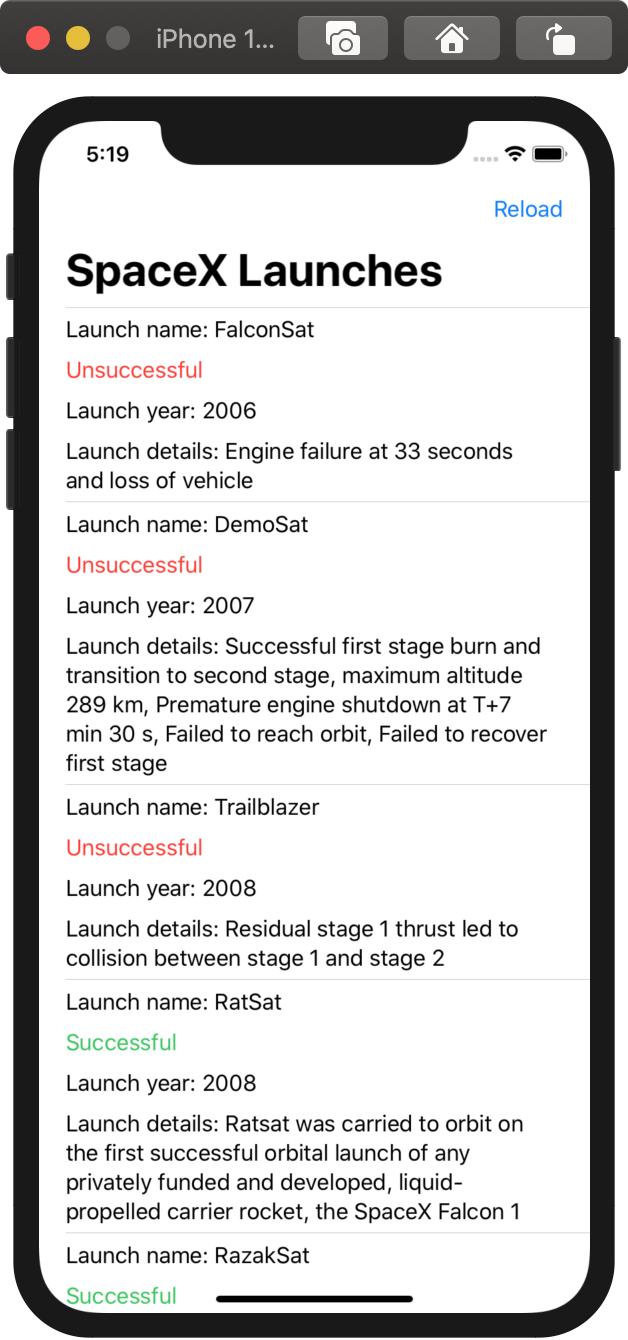 iPhone 1...
5:19
Reload
SpaceX Launches
Launch name: FalconSat
Unsuccessful
Launch year: 2006
Launch details: Engine failure at 33 seconds
and loss of vehicle
Launch name: DemoSat
Unsuccessful
Launch year: 2007
Launch details: Successful first stage burn and
transition to second stage, maximum altitude
289 km, Premature engine shutdown at T+7
min 30 s, Failed to reach orbit, Failed to recover
first stage
Launch name: Trailblazer
Unsuccessful
Launch year: 2008
Launch details: Residual stage 1 thrust led to
collision between stage 1 and stage 2
Launch name: RatSat
Successful
Launch year: 2008
Launch details: Ratsat was carried to orbit on
the first successful orbital launch of any
privately funded and developed, liquid-
propelled carrier rocket, the SpaceX Falcon 1
Launch name: RazakSat
Successful